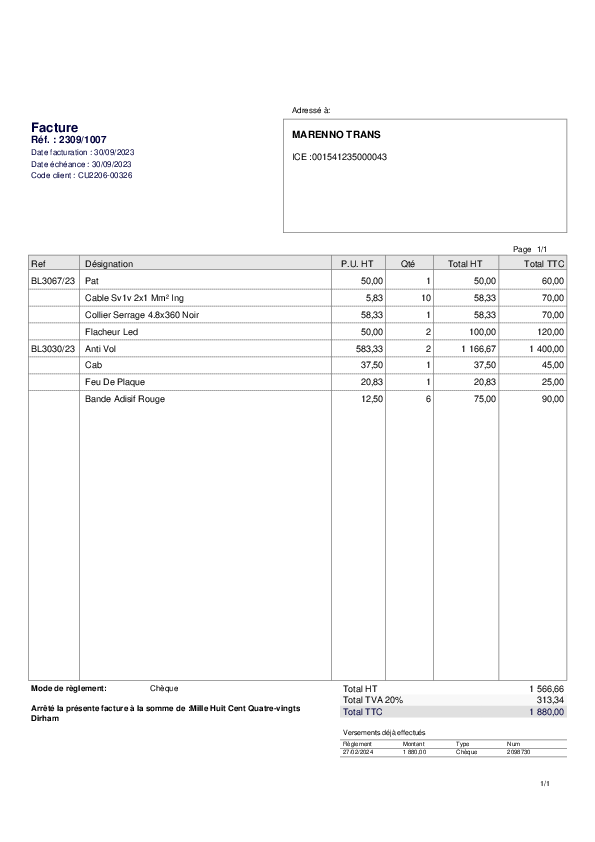 Adressé à:
Facture
Réf. : 2309/1007
Date facturation : 30/09/2023
Date échéance : 30/09/2023
Code client : CU2206-00326
MARENNO TRANS
ICE :001541235000043
Page 1/1
Ref Désignation P.U. HT Qté Total HT Total TTC
BL3067/23 Pat 50,00 1 50,00 60,00
Cable Sv1v 2x1 Mm² Ing 5,83 10 58,33 70,00
Collier Serrage 4.8x360 Noir 58,33 1 58,33 70,00
Flacheur Led 50,00 2 100,00 120,00
BL3030/23 Anti Vol 583,33 2 1 166,67 1 400,00
Cab 37,50 1 37,50 45,00
Feu De Plaque 20,83 1 20,83 25,00
Bande Adisif Rouge 12,50 6 75,00 90,00
Mode de règlement: Chèque
Arrêté la présente facture à la somme de :Mille Huit Cent Quatre-vingts
Dirham
Total HT 1 566,66
Total TVA 20% 313,34
Total TTC 1 880,00
Versements déjà effectués
Règlement Montant Type Num
27/02/2024 1 880,00 Chèque 2098730
1/1